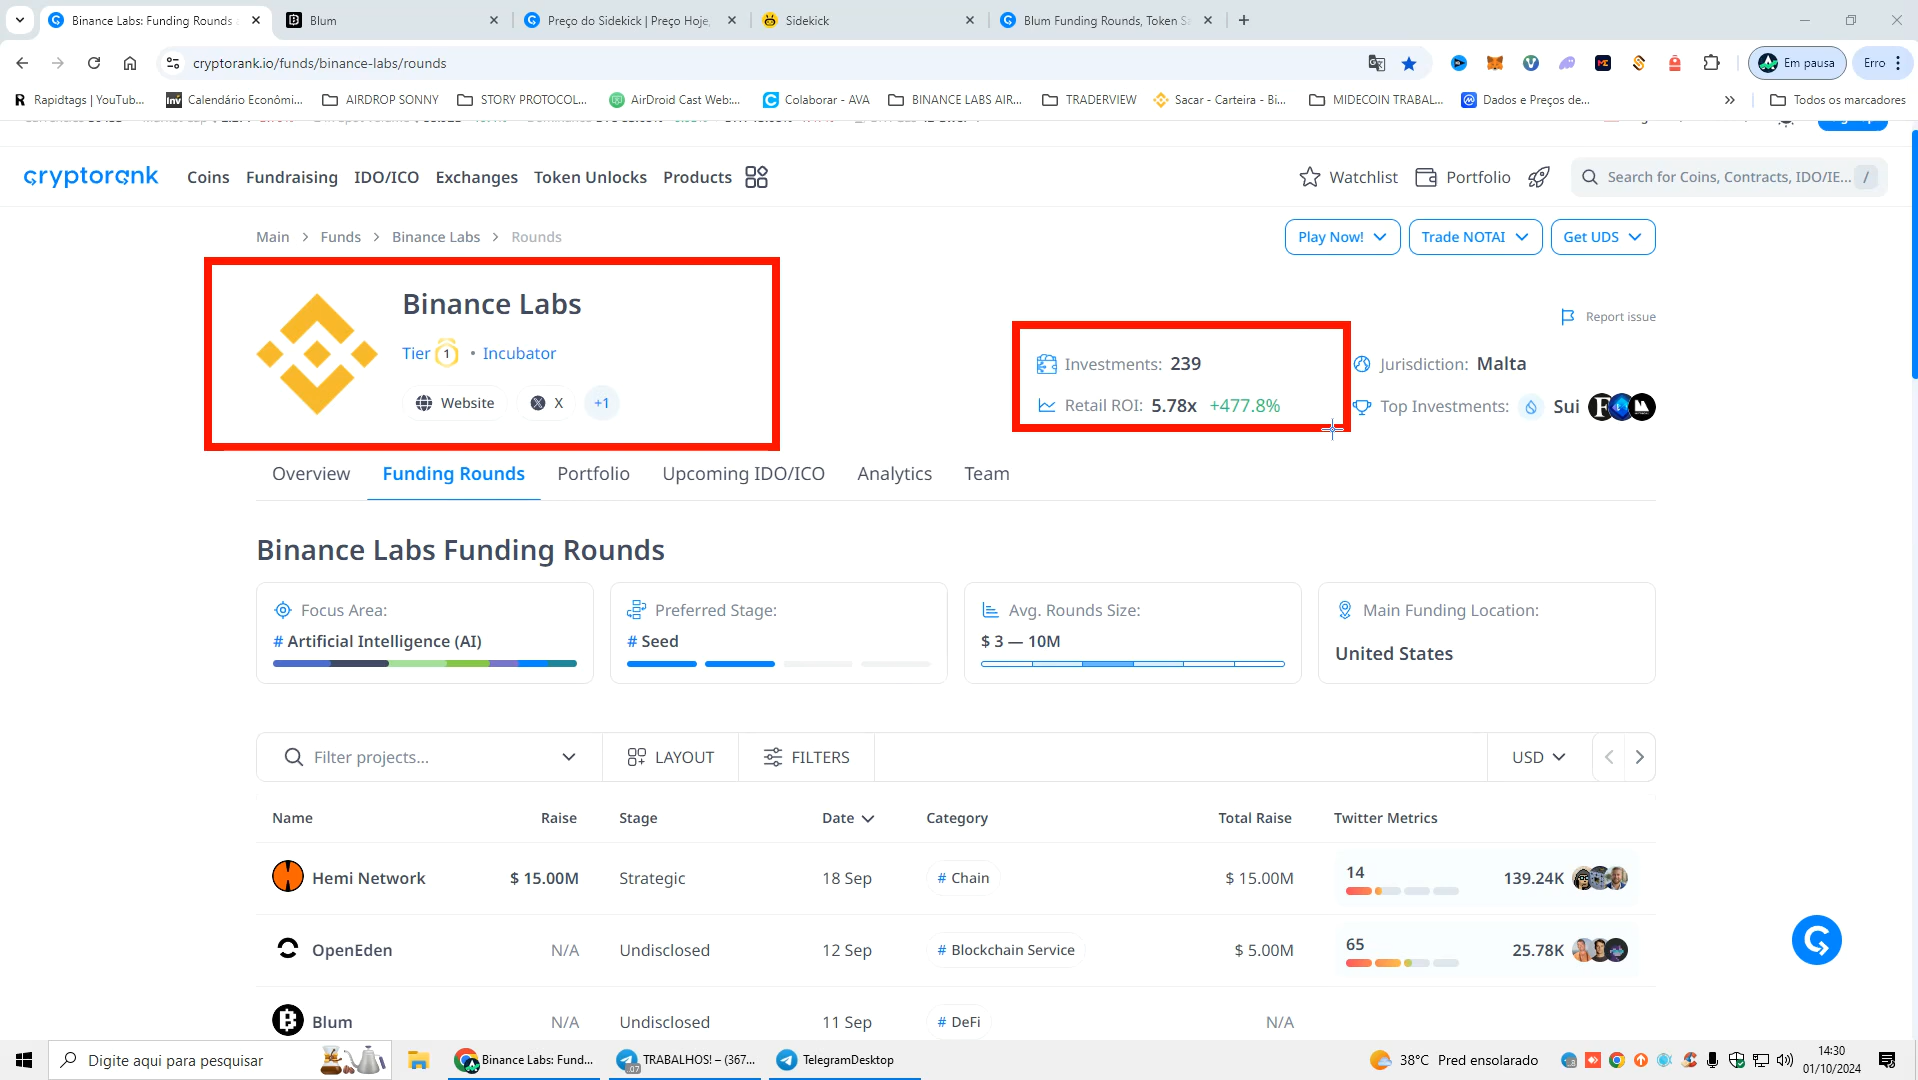 Binance Labs: Funding Rounds
Blum
Preço do Sidekick | Preço Hoje,
Sidekick
Blum Funding Rounds, Token S
cryptorank.io/funds/binance-labs/rounds
Em pausa
Erro
Rapidtags | YouTub...
Calendário Econômi...
AIRDROP SONNY
STORY PROTOCOL...
AirDroid Cast Web:...
Colaborar - AVA
BINANCE LABS AIR...
TRADERVIEW
Sacar - Carteira - Bi...
MIDECOIN TRABAL...
Dados e Preços de...
»
Todos os marcadores
cryptorank
Coins
Fundraising
IDO/ICO
Exchanges
Token Unlocks
Products
Watchlist
Portfolio
Search for Coins, Contracts, IDO/IE...
/
Main > Funds > Binance Labs > Rounds
Play Now!
Trade NOTAI
Get UDS
Binance Labs
Tier 1 • Incubator
Website
X
+1
Report issue
Investments: 239
Jurisdiction: Malta
Retail ROI: 5.78x +477.8%
Top Investments: Sui
Overview
Funding Rounds
Portfolio
Upcoming IDO/ICO
Analytics
Team
Binance Labs Funding Rounds
Focus Area:
# Artificial Intelligence (AI)
Preferred Stage:
# Seed
Avg. Rounds Size:
$ 3 — 10M
Main Funding Location:
United States
Filter projects...
LAYOUT
FILTERS
USD
Name Raise Stage Date Category Total Raise Twitter Metrics
Hemi Network $ 15.00M Strategic 18 Sep # Chain $ 15.00M 14 139.24K
OpenEden N/A Undisclosed 12 Sep # Blockchain Service $ 5.00M 65 25.78K
Blum N/A Undisclosed 11 Sep # DeFi N/A
Digite aqui para pesquisar
Binance Labs: Fund...
TRABALHOS! – (367...
TelegramDesktop
38°C Pred ensolarado
14:30
01/10/2024